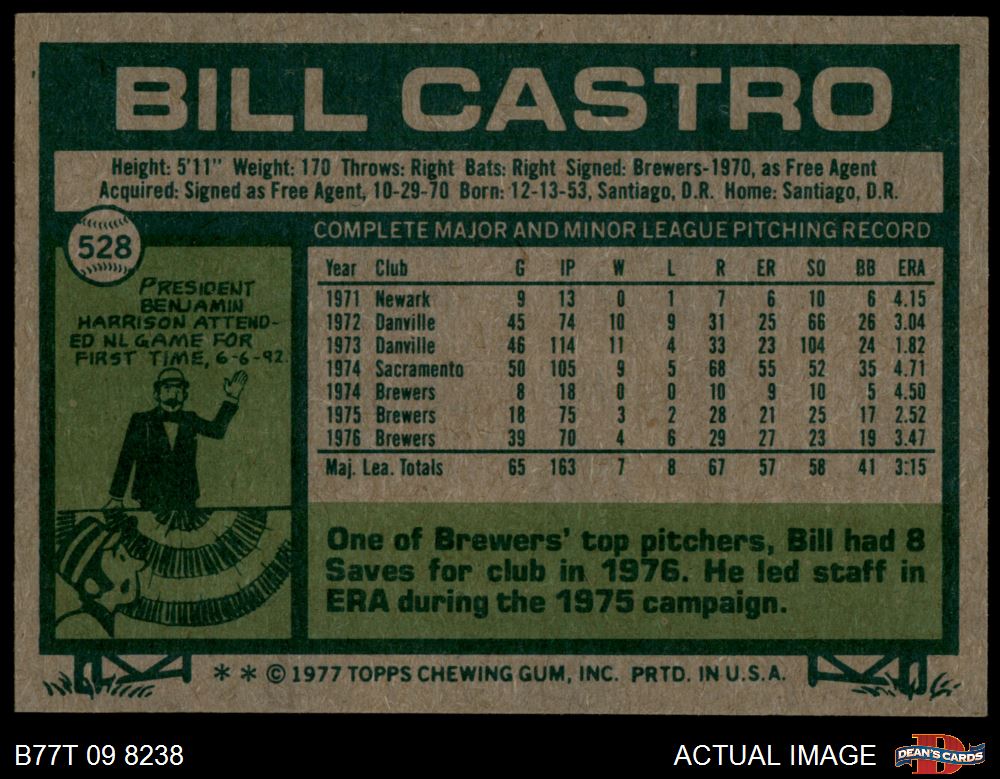 BILL CASTRO
Height: 5'11" Weight: 170 Throws: Right Bats: Right Signed: Brewers-1970, as Free Agent
Acquired: Signed as Free Agent, 10-29-70 Born: 12-13-53, Santiago, D.R. Home: Santiago, D.R.
528
PRESIDENT
BENJAMIN
HARRISON ATTEND-
ED NL GAME FOR
FIRST TIME, 6-6-92.
COMPLETE MAJOR AND MINOR LEAGUE PITCHING RECORD
Year Club G IP W L R ER SO BB ERA
1971 Newark 9 13 0 1 7 6 10 6 4.15
1972 Danville 45 74 10 9 31 25 66 26 3.04
1973 Danville 46 114 11 4 33 23 104 24 1.82
1974 Sacramento 50 105 9 5 68 55 52 35 4.71
1974 Brewers 8 18 0 0 10 9 10 5 4.50
1975 Brewers 18 75 3 2 28 21 25 17 2.52
1976 Brewers 39 70 4 6 29 27 23 19 3.47
Maj. Lea. Totals 65 163 7 8 67 57 58 41 3.15
One of Brewers' top pitchers, Bill had 8
Saves for club in 1976. He led staff in
ERA during the 1975 campaign.
* * © 1977 TOPPS CHEWING GUM, INC. PRTD. IN U.S.A.
B77T 09 8238
ACTUAL IMAGE
DEAN'S CARDS